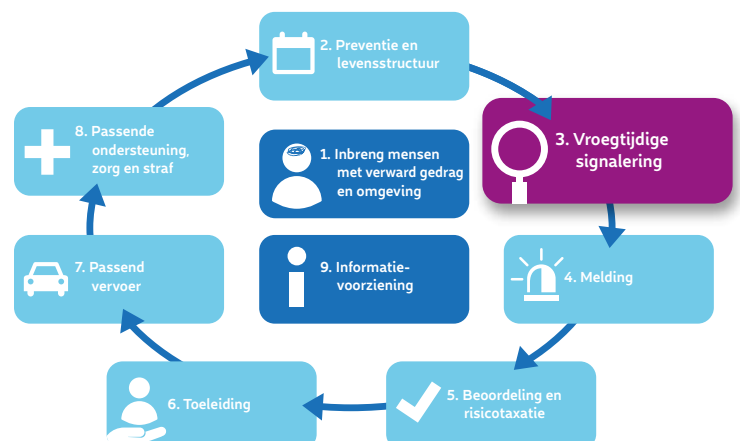 2. Preventie en
levensstructuur
8. Passende
ondersteuning,
zorg en straf
1. Inbreng mensen
met verward gedrag
en omgeving
3. Vroegtijdige
signalering
7. Passend
vervoer
9. Informatie-
voorziening
4. Melding
6. Toeleiding
5. Beoordeling en
risicotaxatie